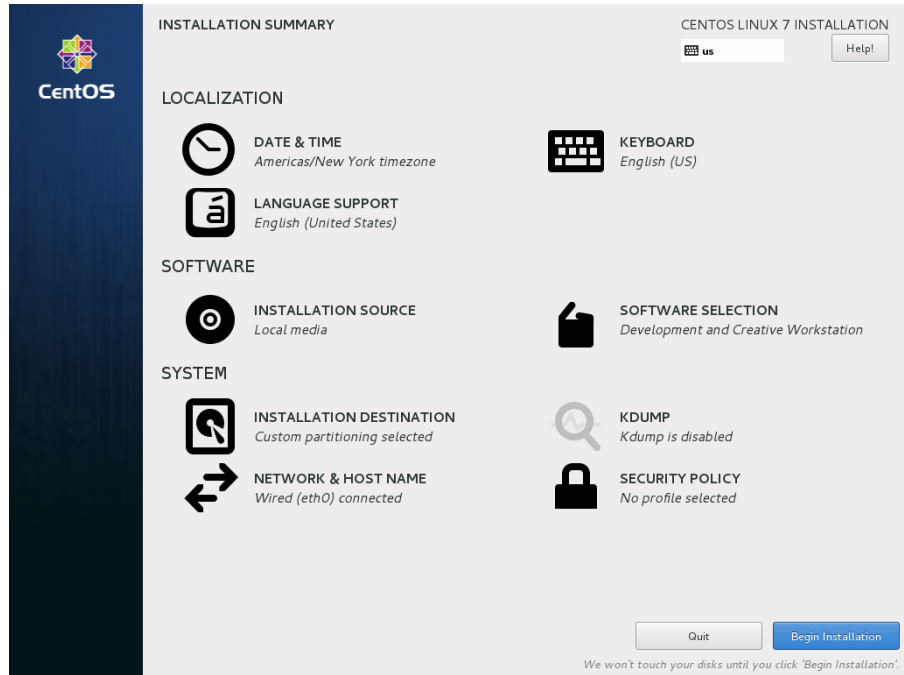 CentOS
INSTALLATION SUMMARY
CENTOS LINUX 7 INSTALLATION
us
Help!
LOCALIZATION
DATE & TIME
Americas/New York timezone
KEYBOARD
English (US)
á
LANGUAGE SUPPORT
English (United States)
SOFTWARE
INSTALLATION SOURCE
Local media
SOFTWARE SELECTION
Development and Creative Workstation
SYSTEM
INSTALLATION DESTINATION
Custom partitioning selected
KDUMP
Kdump is disabled
NETWORK & HOST NAME
Wired (eth0) connected
SECURITY POLICY
No profile selected
Quit
Begin Installation
We won't touch your disks until you click 'Begin Installation'.